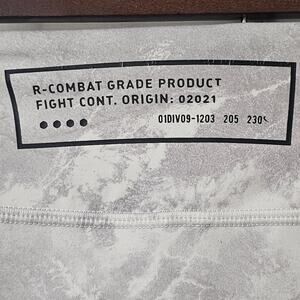 R-COMBAT GRADE PRODUCT
FIGHT CONT. ORIGIN: 02021
01DIV09-1203 205 230